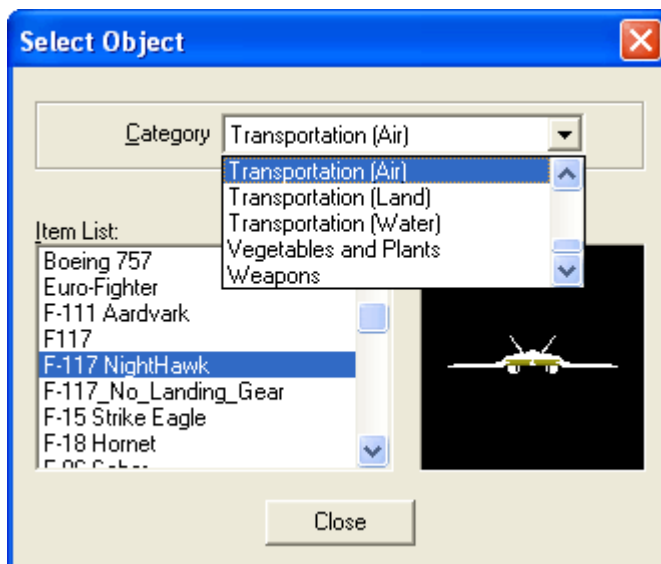 Select Object
Category
Transportation (Air)
Transportation (Air)
Transportation (Land)
Transportation (Water)
Vegetables and Plants
Weapons
Item List:
Boeing 757
Euro-Fighter
F-111 Aardvark
F117
F-117 NightHawk
F-117_No_Landing_Gear
F-15 Strike Eagle
F-18 Hornet
Close